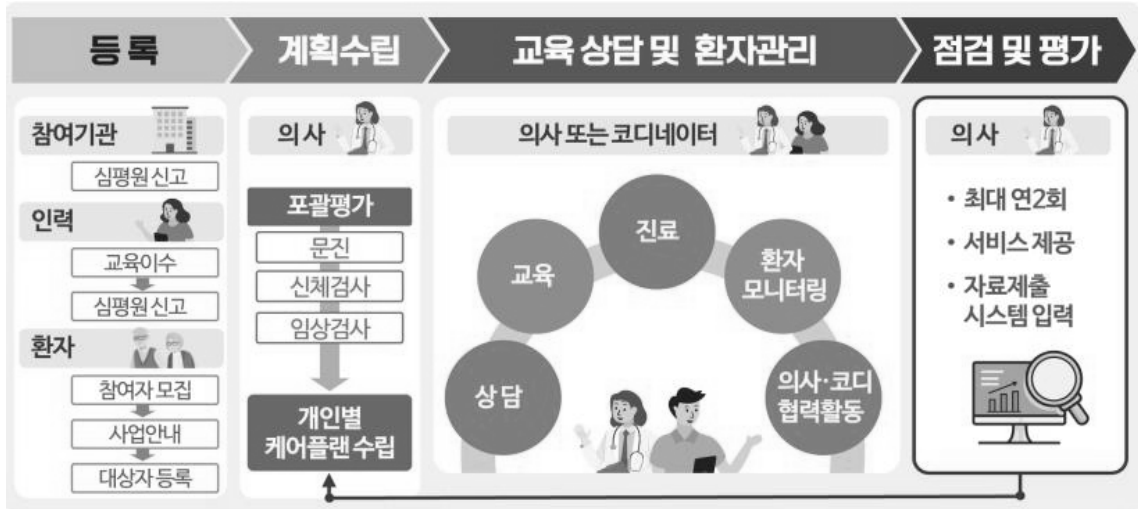 등록
계획수립
교육 상담 및 환자관리
점검 및 평가
참여기관
심평원 신고
인력
교육이수
심평원 신고
환자
참여자 모집
사업안내
대상자 등록
의사
포괄평가
문진
신체검사
임상검사
개인별
케어플랜 수립
의사 또는 코디네이터
상담
교육
진료
환자
모니터링
의사·코디
협력활동
의사
• 최대 연2회
• 서비스 제공
• 자료제출
시스템 입력